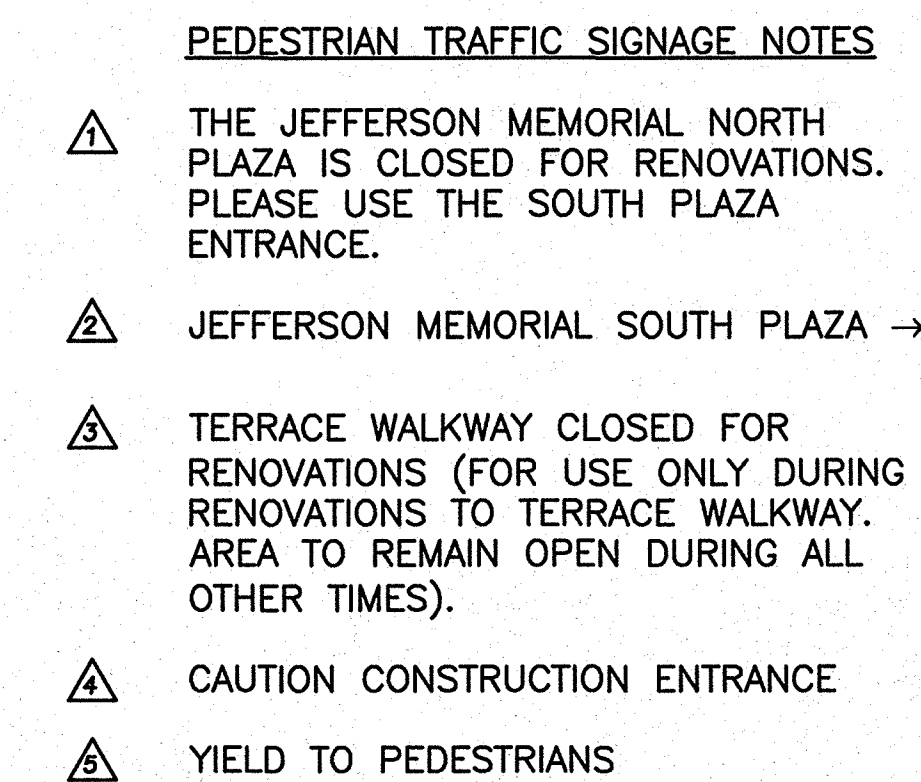 PEDESTRIAN TRAFFIC SIGNAGE NOTES
1 THE JEFFERSON MEMORIAL NORTH
PLAZA IS CLOSED FOR RENOVATIONS.
PLEASE USE THE SOUTH PLAZA
ENTRANCE.
2 JEFFERSON MEMORIAL SOUTH PLAZA →
3 TERRACE WALKWAY CLOSED FOR
RENOVATIONS (FOR USE ONLY DURING
RENOVATIONS TO TERRACE WALKWAY.
AREA TO REMAIN OPEN DURING ALL
OTHER TIMES).
4 CAUTION CONSTRUCTION ENTRANCE
5 YIELD TO PEDESTRIANS